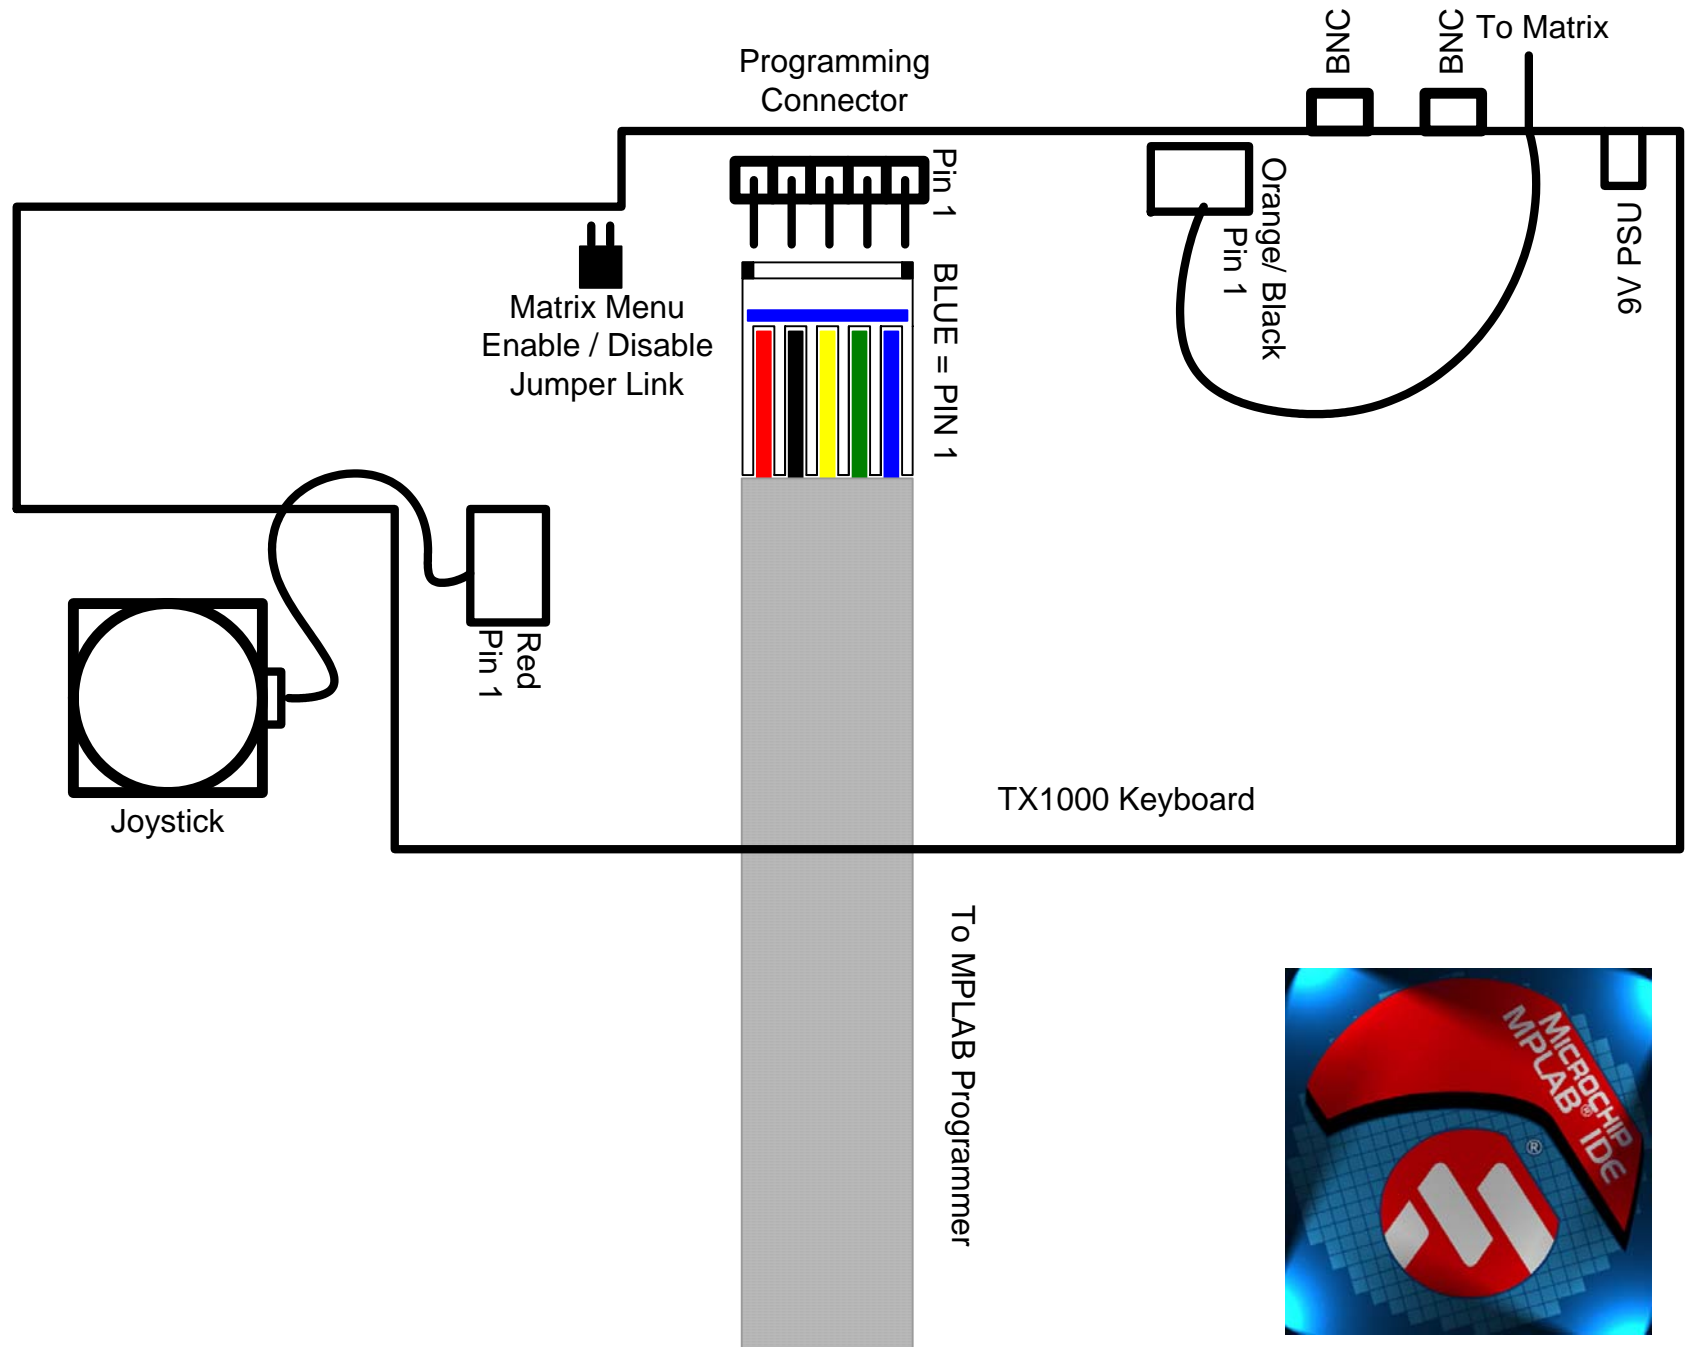 Programming
Connector
BNC
BNC
To Matrix
Pin 1
Orange/ Black
Pin 1
9V PSU
Matrix Menu
Enable / Disable
Jumper Link
BLUE = PIN 1
Red
Pin 1
Joystick
TX1000 Keyboard
To MPLAB Programmer
MICROCHIP
MPLAB® IDE
®